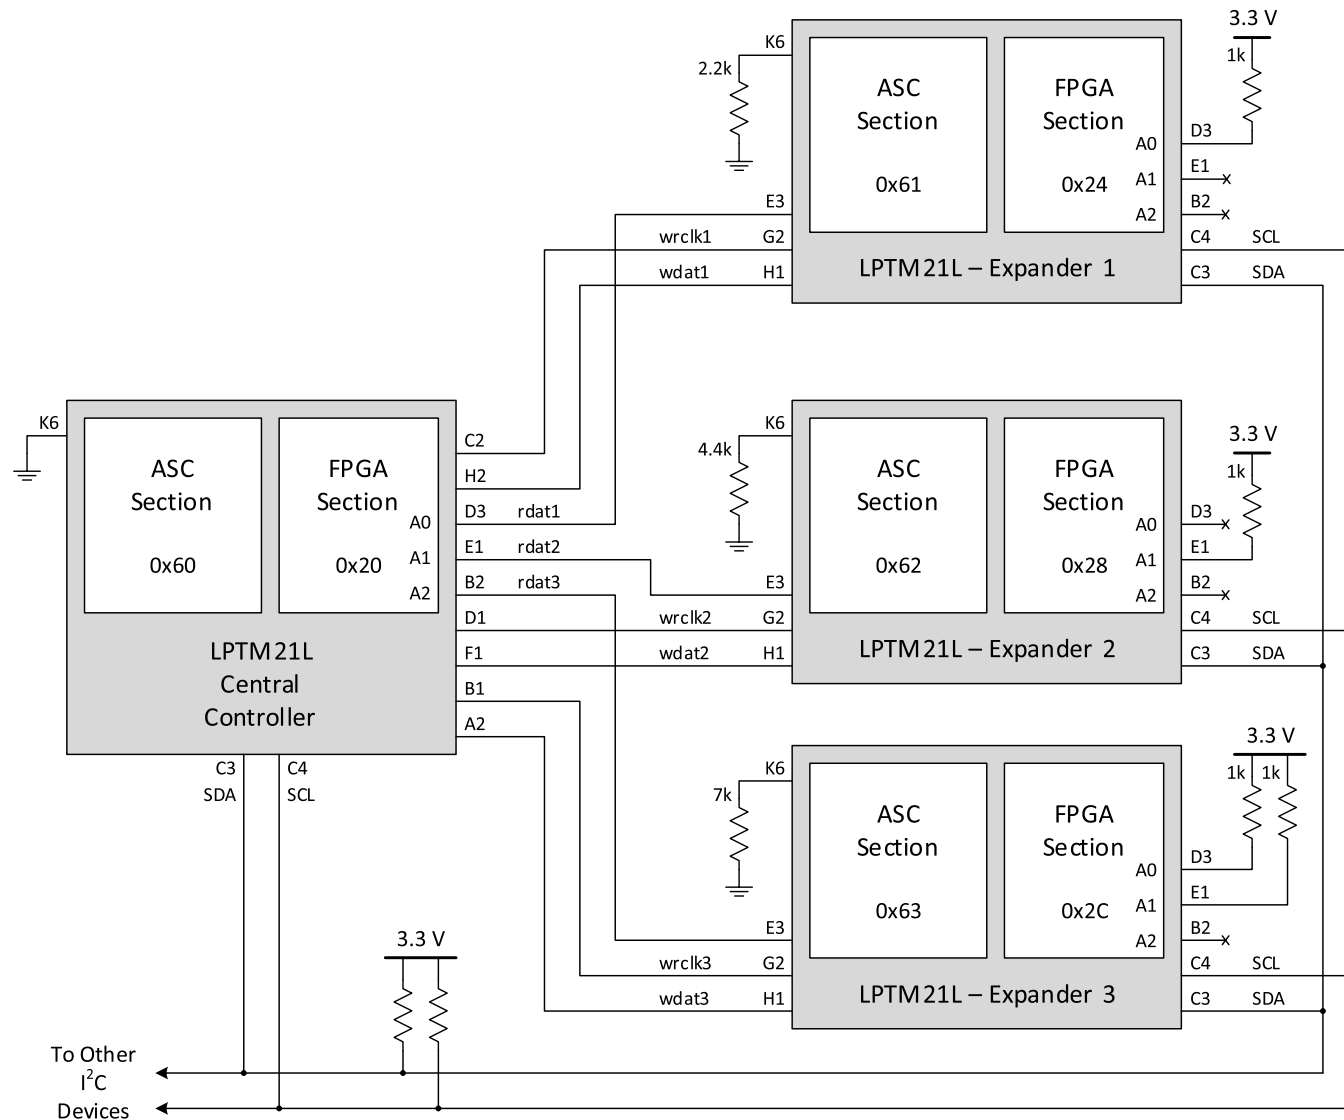 3.3 V
K6
2.2k
1k
ASC
Section
0x61
FPGA
Section
0x24
A0
A1
A2
D3
E1
B2
E3
wrclk1
G2
C4
SCL
wdat1
H1
C3
SDA
LPTM21L – Expander 1
K6
ASC
Section
0x60
FPGA
Section
0x20
A0
A1
A2
LPTM21L
Central
Controller
C2
H2
D3
rdat1
E1
rdat2
B2
rdat3
D1
F1
B1
A2
C3
SDA
C4
SCL
K6
4.4k
3.3 V
1k
ASC
Section
0x62
FPGA
Section
0x28
A0
A1
A2
D3
E1
B2
E3
wrclk2
G2
C4
SCL
wdat2
H1
C3
SDA
LPTM21L – Expander 2
K6
7k
3.3 V
1k
1k
ASC
Section
0x63
FPGA
Section
0x2C
A0
A1
A2
D3
E1
B2
E3
wrclk3
G2
C4
SCL
wdat3
H1
C3
SDA
LPTM21L – Expander 3
3.3 V
To Other
I²C
Devices